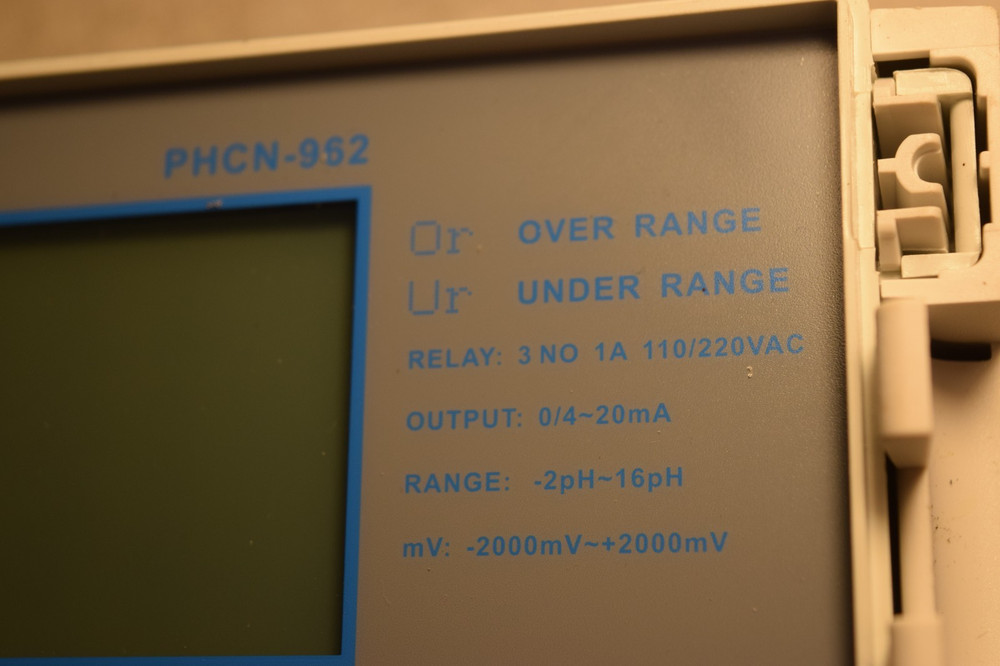 PHCN-962
Or OVER RANGE
Ur UNDER RANGE
RELAY: 3 NO 1A 110/220VAC
OUTPUT: 0/4~20mA
RANGE: -2pH~16pH
mV: -2000mV~+2000mV